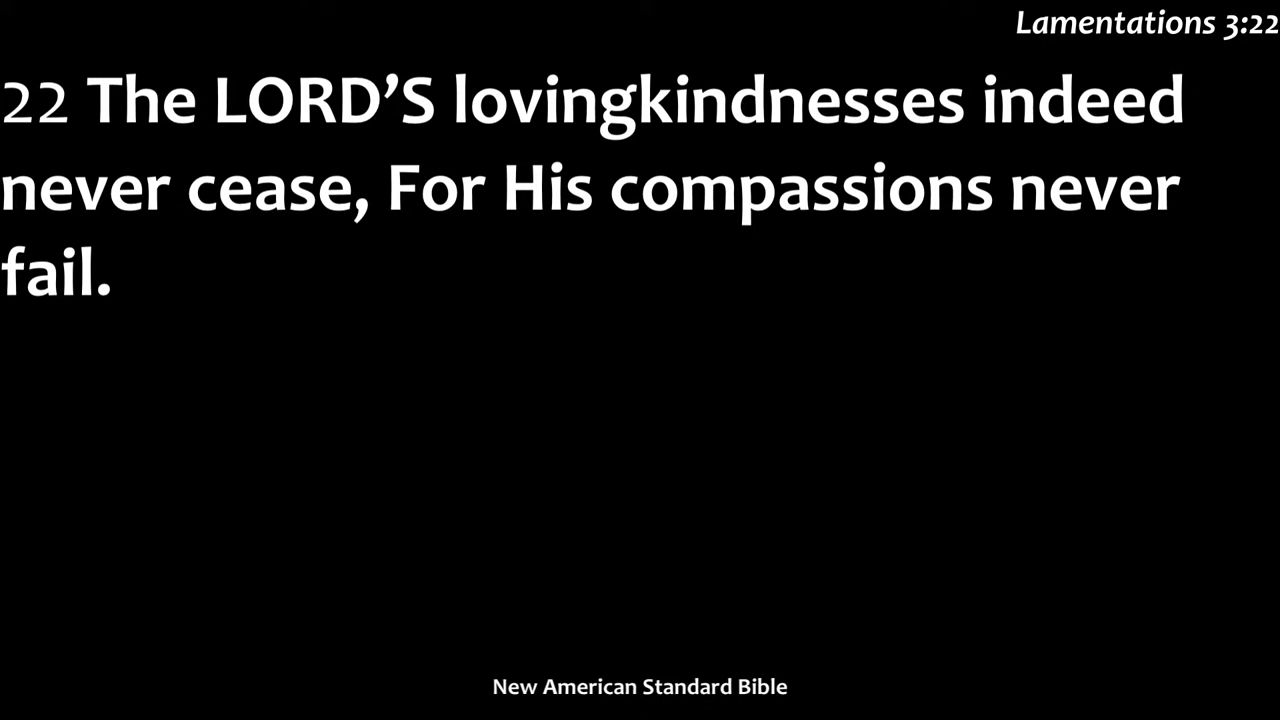 Lamentations 3:22
22 The LORD’S lovingkindnesses indeed
never cease, For His compassions never
fail.
New American Standard Bible